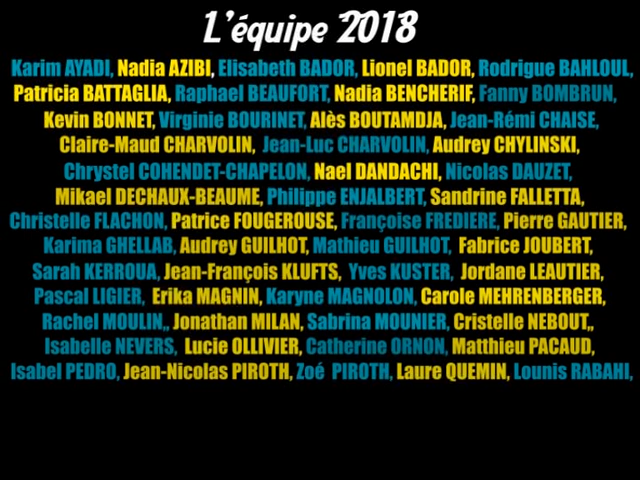 L'équipe 2018
Karim AYADI, Nadia AZIBI, Elisabeth BADOR, Lionel BADOR, Rodrigue BAHLOUL,
Patricia BATTAGLIA, Raphael BEAUFORT, Nadia BENCHERIF, Fanny BOMBRUN,
Kevin BONNET, Virginie BOURINET, Alès BOUTAMDJA, Jean-Rémi CHAISE,
Claire-Maud CHARVOLIN, Jean-Luc CHARVOLIN, Audrey CHYLINSKI,
Chrystel COHENDET-CHAPELON, Nael DANDACHI, Nicolas DAUZET,
Mikael DECHAUX-BEAUME, Philippe ENJALBERT, Sandrine FALLETTA,
Christelle FLACHON, Patrice FOUGEROUSE, Françoise FREDIERE, Pierre GAUTIER,
Karima GHELLAB, Audrey GUILHOT, Mathieu GUILHOT, Fabrice JOUBERT,
Sarah KERROUA, Jean-François KLUFTS, Yves KUSTER, Jordane LEAUTIER,
Pascal LIGIER, Erika MAGNIN, Karyne MAGNOLON, Carole MEHRENBERGER,
Rachel MOULIN,, Jonathan MILAN, Sabrina MOUNIER, Cristelle NEBOUT,,
Isabelle NEVERS, Lucie OLLIVIER, Catherine ORNON, Matthieu PACAUD,
Isabel PEDRO, Jean-Nicolas PIROTH, Zoé PIROTH, Laure QUEMIN, Lounis RABAHI,